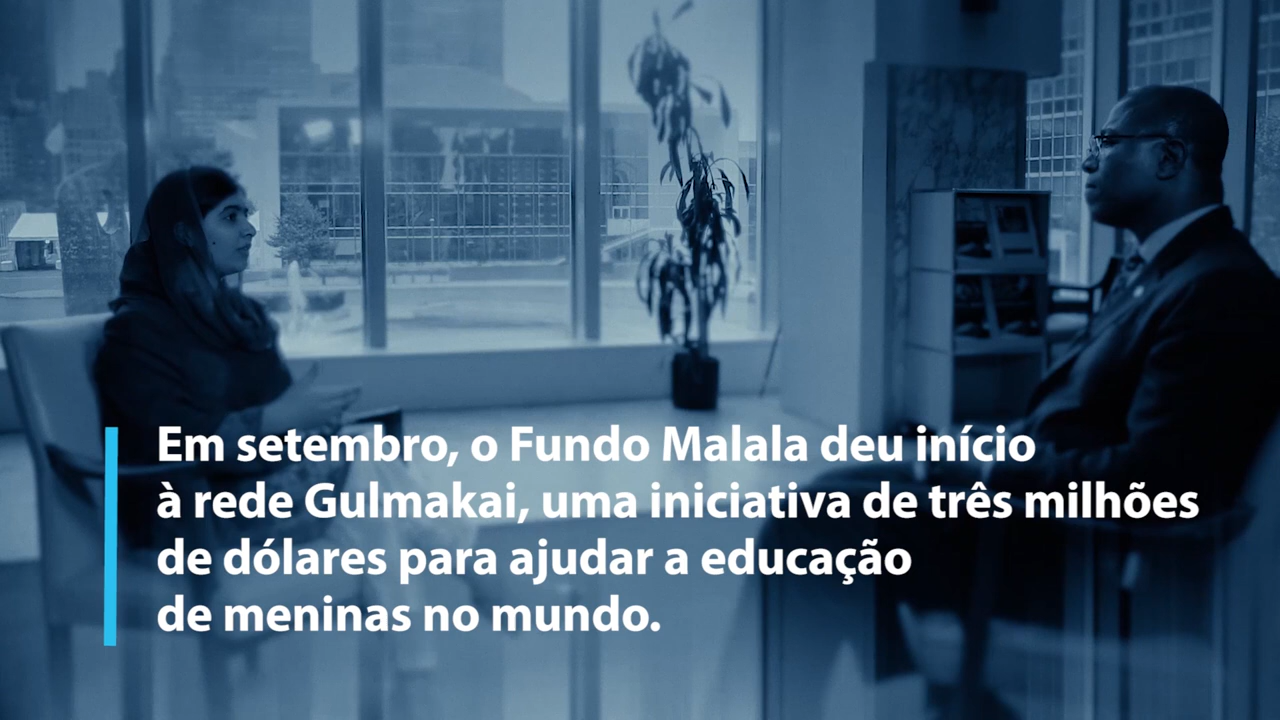 Em setembro, o Fundo Malala deu início
à rede Gulmakai, uma iniciativa de três milhões
de dólares para ajudar a educação
de meninas no mundo.